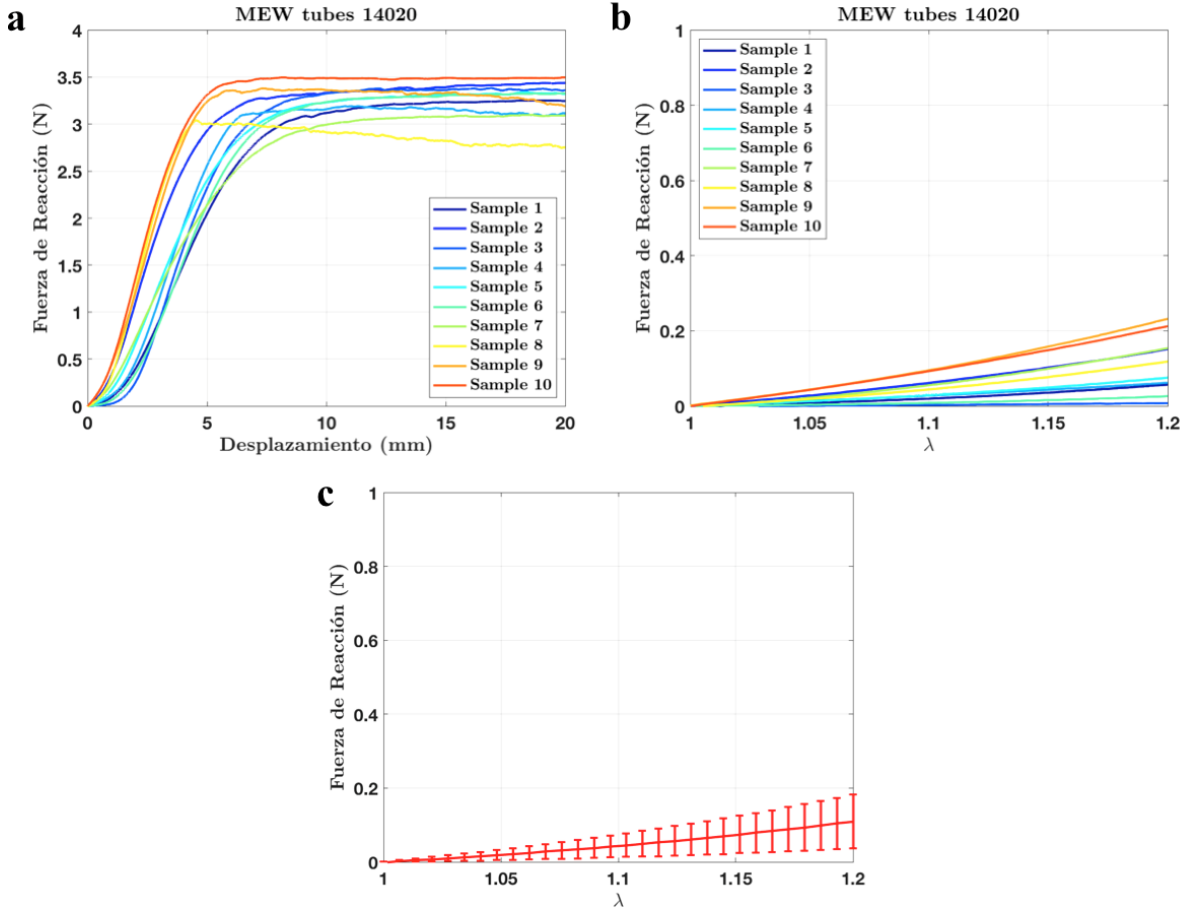 a
MEW tubes 14020
Fuerza de Reacción (N)
4
3.5
3
2.5
2
1.5
1
0.5
0
0
5
10
15
20
Desplazamiento (mm)
Sample 1
Sample 2
Sample 3
Sample 4
Sample 5
Sample 6
Sample 7
Sample 8
Sample 9
Sample 10
b
MEW tubes 14020
Fuerza de Reacción (N)
1
0.8
0.6
0.4
0.2
0
1
1.05
1.1
1.15
1.2
λ
Sample 1
Sample 2
Sample 3
Sample 4
Sample 5
Sample 6
Sample 7
Sample 8
Sample 9
Sample 10
c
Fuerza de Reacción (N)
1
0.8
0.6
0.4
0.2
0
1
1.05
1.1
1.15
1.2
λ